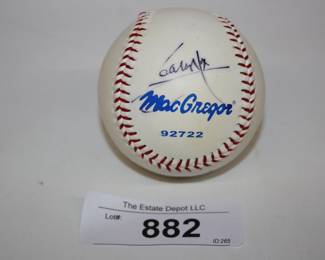 MacGregor
92722
The Estate Depot LLC
Lot#:
882
ID:265